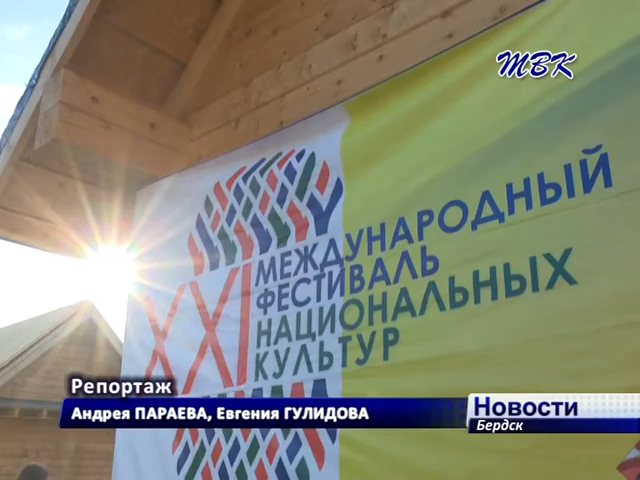 ТВК
XXI
МЕЖДУНАРОДНЫЙ
ФЕСТИВАЛЬ
НАЦИОНАЛЬНЫХ
КУЛЬТУР
Репортаж
Андрея ПАРАЕВА, Евгения ГУЛИДОВА
Новости
Бердск